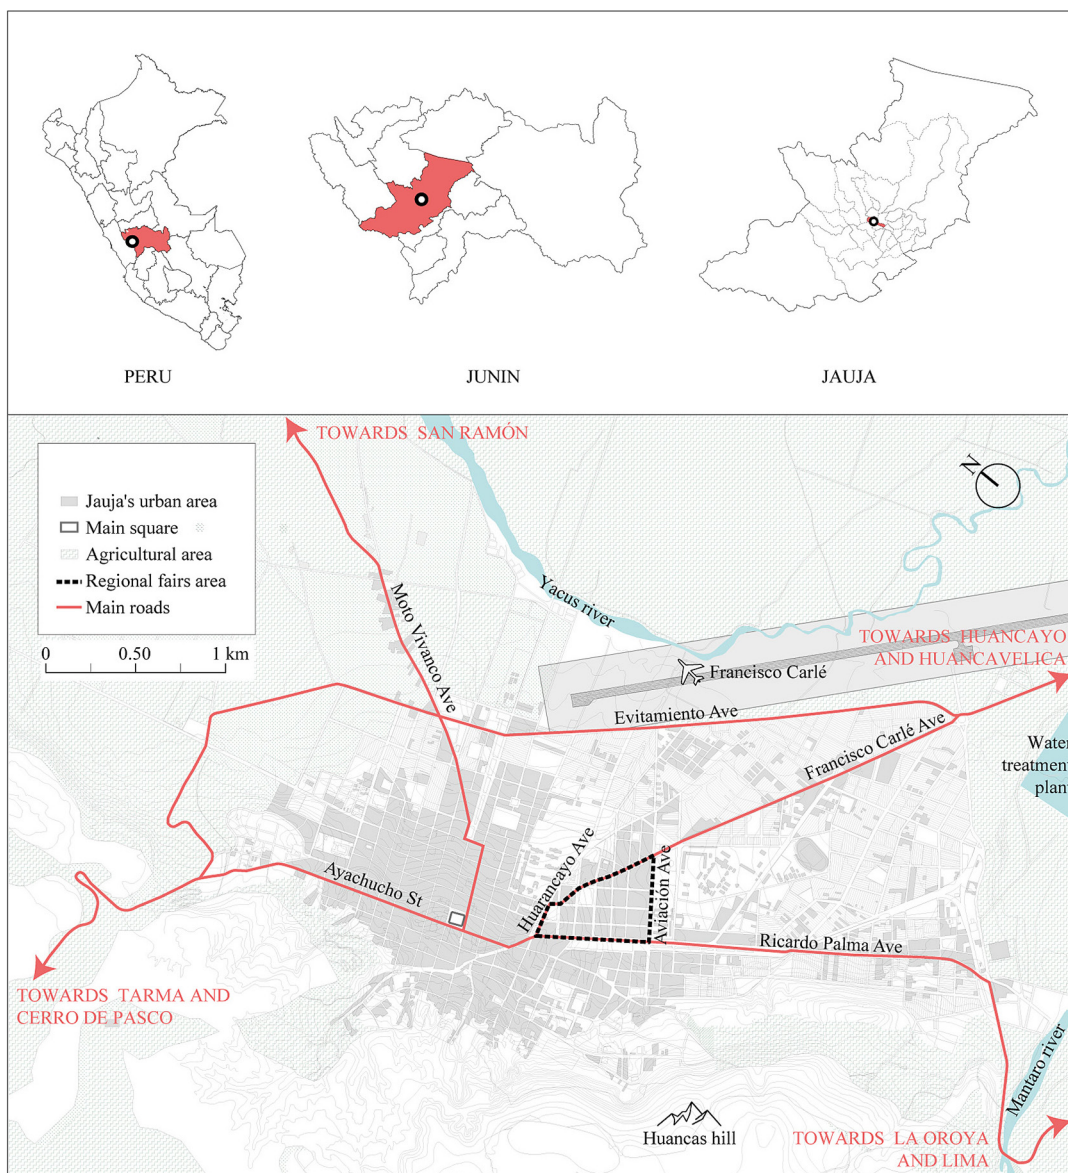 PERU
JUNIN
JAUJA
TOWARDS SAN RAMÓN
N
Jauja's urban area
Main square
Agricultural area
Regional fairs area
Main roads
0 0.50 1 km
Moto Vivanco Ave
Yacus river
TOWARDS HUANCAYO
AND HUANCAVELICA
Francisco Carlé
Evitamiento Ave
Francisco Carlé Ave
Water
treatment
plant
Huarancayo Ave
Aviación Ave
Ayachucho St
Ricardo Palma Ave
TOWARDS TARMA AND
CERRO DE PASCO
Mantaro river
Huancas hill
TOWARDS LA OROYA
AND LIMA